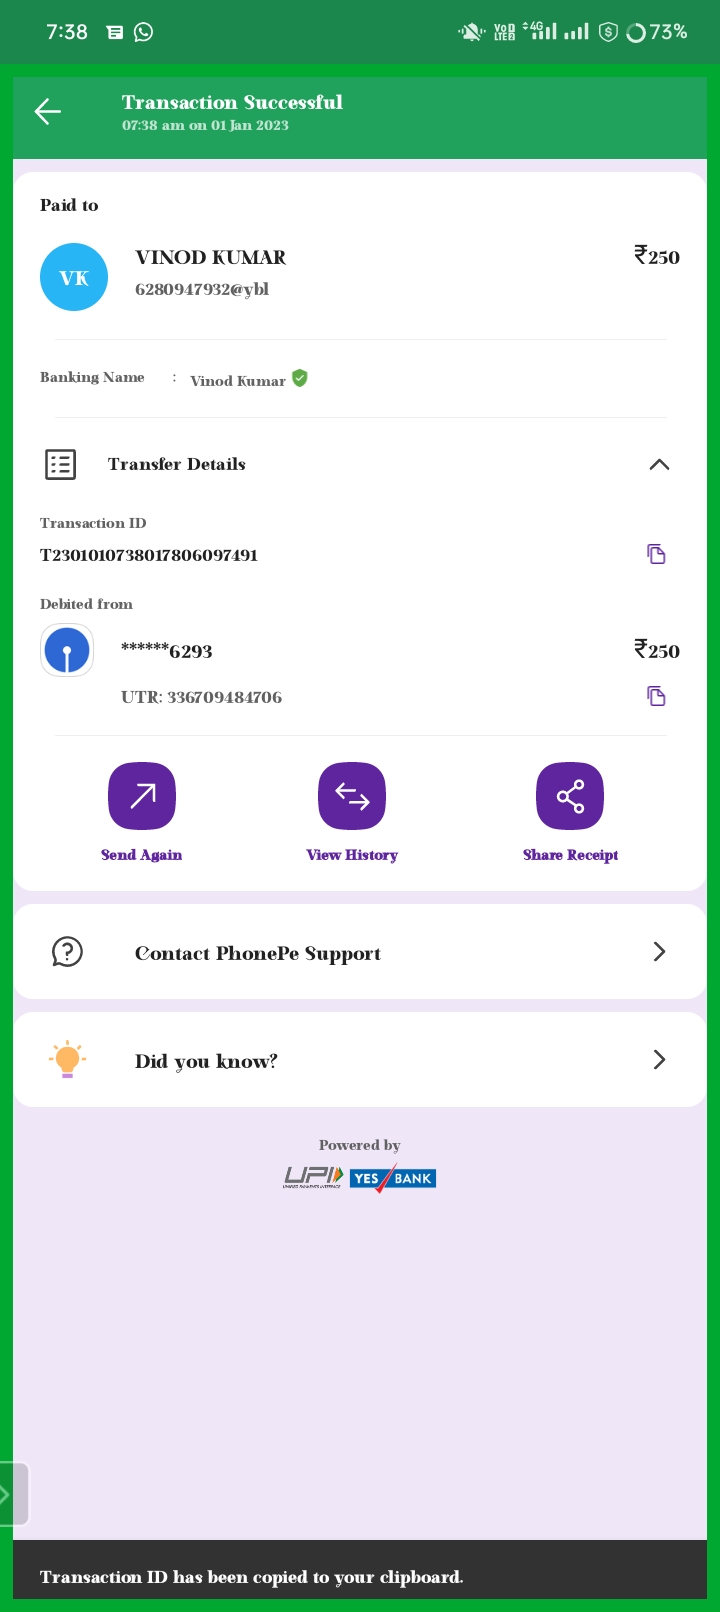 7:38
VoD LTE 4G 73%
Transaction Successful
07:38 am on 01 Jan 2023
Paid to
VK
VINOD KUMAR
₹250
6280947932@ybl
Banking Name : Vinod Kumar
Transfer Details
Transaction ID
T2301010738017806097491
Debited from
******6293
₹250
UTR: 336709484706
Send Again
View History
Share Receipt
Contact PhonePe Support
Did you know?
Powered by
UPI YES BANK
UNIFIED PAYMENTS INTERFACE
Transaction ID has been copied to your clipboard.